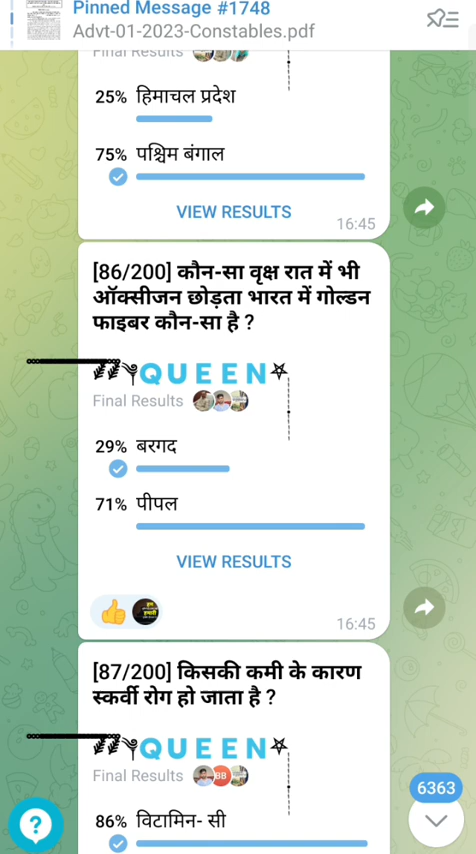 Pinned Message #1748
Advt-01-2023-Constables.pdf
Final Results
25% हिमाचल प्रदेश
75% पश्चिम बंगाल
VIEW RESULTS
16:45
[86/200] कौन-सा वृक्ष रात में भी
ऑक्सीजन छोड़ता भारत में गोल्डन
फाइबर कौन-सा है ?
QUEEN
Final Results
29% बरगद
71% पीपल
VIEW RESULTS
16:45
[87/200] किसकी कमी के कारण
स्कर्वी रोग हो जाता है ?
QUEEN
Final Results
BB
6363
86% विटामिन- सी